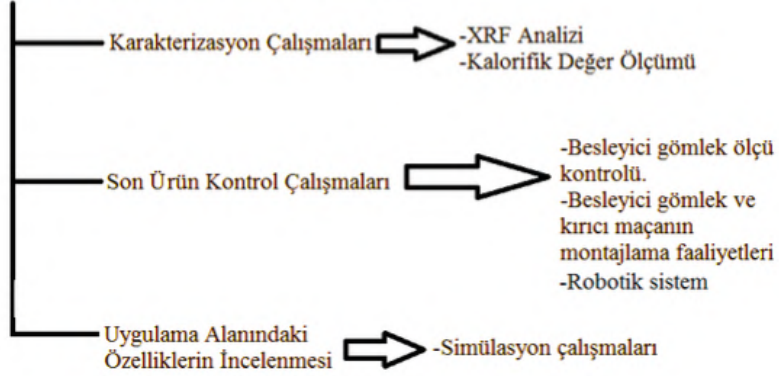 Karakterizasyon Çalışmaları
-XRF Analizi
-Kalorifik Değer Ölçümü
Son Ürün Kontrol Çalışmaları
-Besleyici gömlek ölçü
kontrolü.
-Besleyici gömlek ve
kırıcı maçanın
montajlama faaliyetleri
-Robotik sistem
Uygulama Alanındaki
Özelliklerin İncelenmesi
-Simülasyon çalışmaları